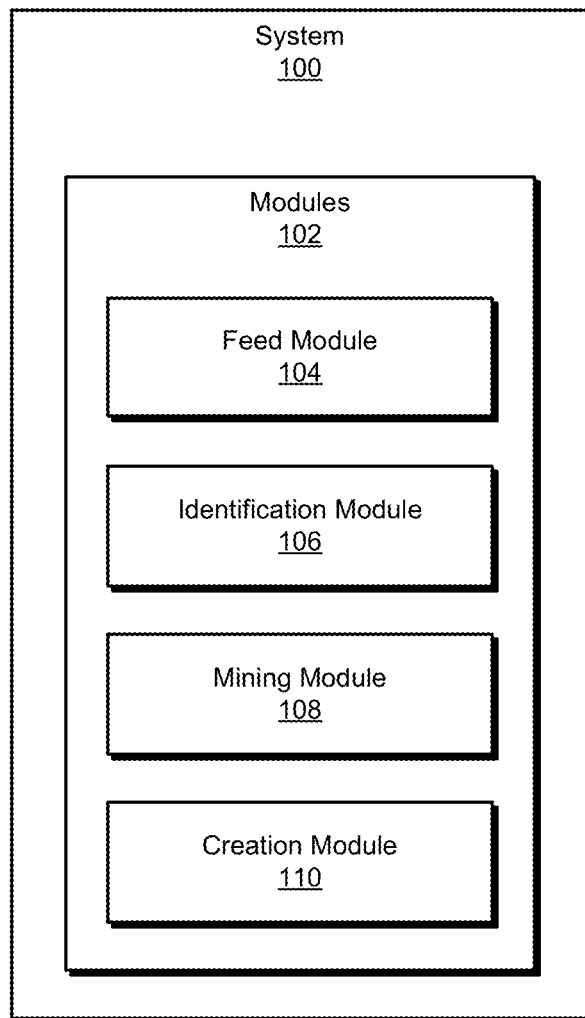 System
100
Modules
102
Feed Module
104
Identification Module
106
Mining Module
108
Creation Module
110